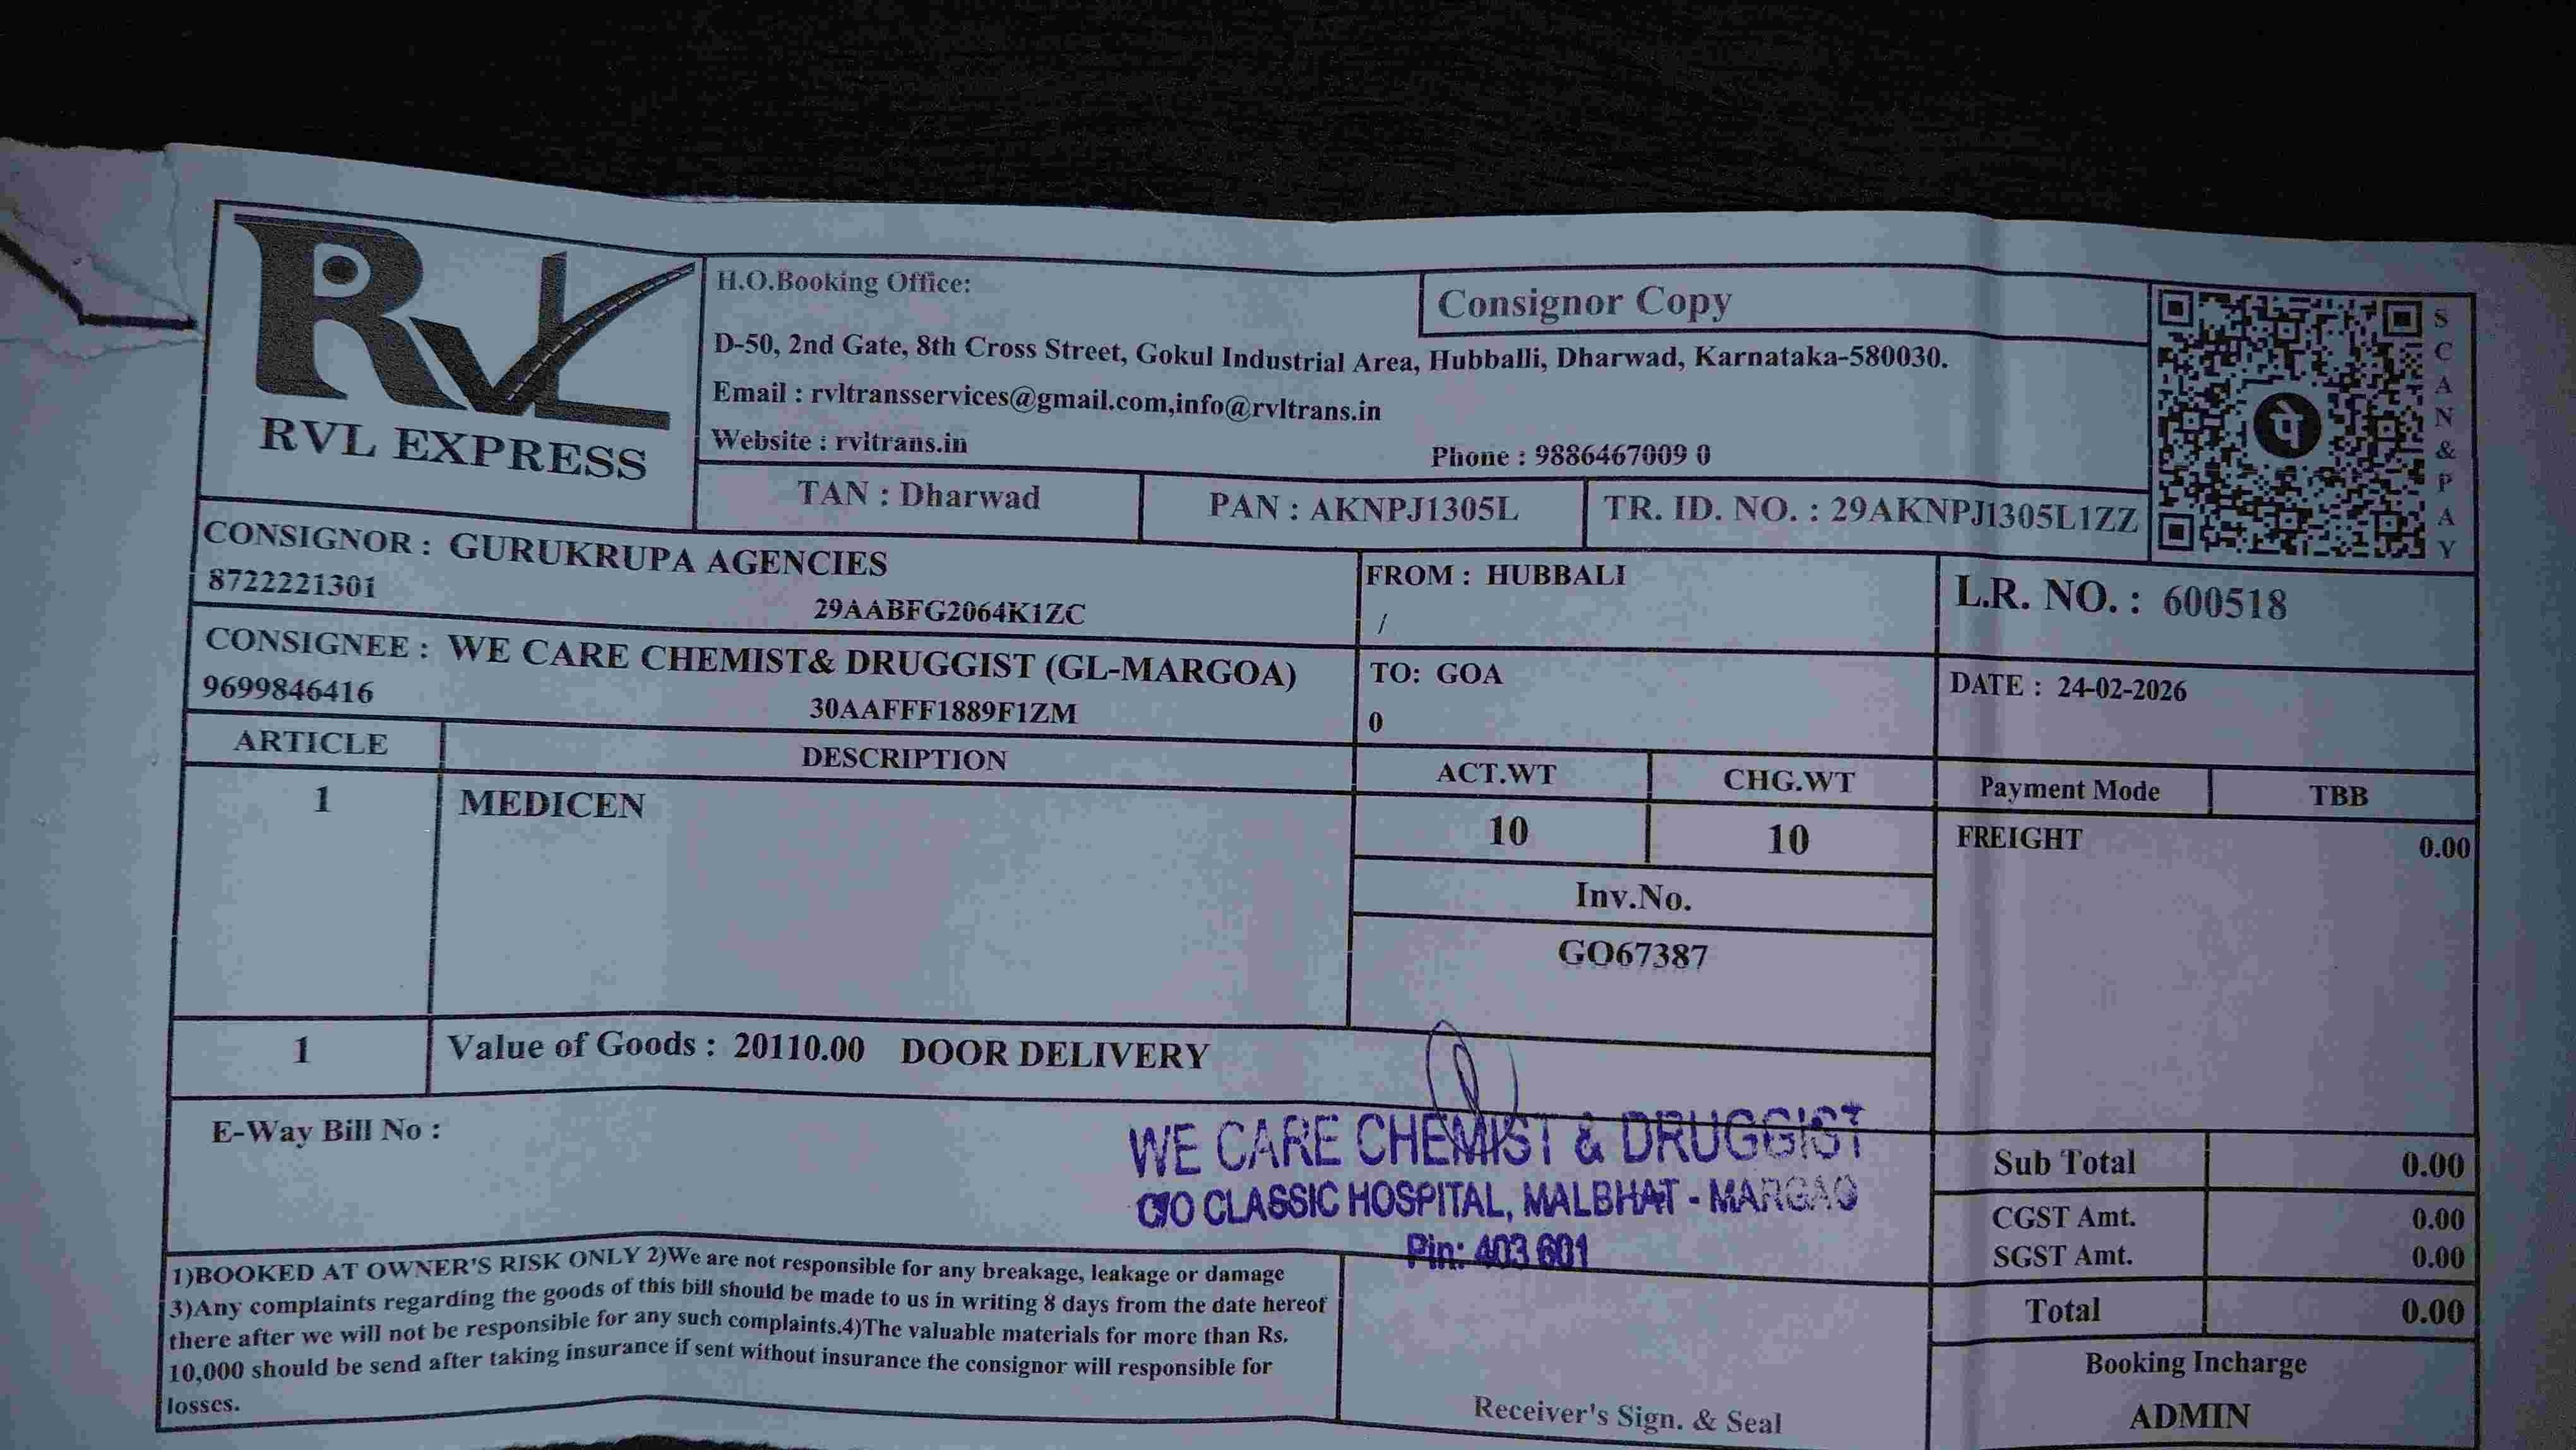 RVL
RVL EXPRESS
H.O.Booking Office:
Consignor Copy
D-50, 2nd Gate, 8th Cross Street, Gokul Industrial Area, Hubballi, Dharwad, Karnataka-580030.
Email : rvltransservices@gmail.com,info@rvltrans.in
Website : rvltrans.in
Phone : 9886467009 0
TAN : Dharwad
PAN : AKNPJ1305L
TR. ID. NO. : 29AKNPJ1305L1ZZ
पे
SCAN&PAY
CONSIGNOR : GURUKRUPA AGENCIES
8722221301
29AABFG2064K1ZC
FROM : HUBBALI
/
L.R. NO. : 600518
CONSIGNEE : WE CARE CHEMIST& DRUGGIST (GL-MARGOA)
9699846416
30AAFFF1889F1ZM
TO: GOA
0
DATE : 24-02-2026
ARTICLE
DESCRIPTION
ACT.WT
CHG.WT
Payment Mode
TBB
1
MEDICEN
10
10
FREIGHT
0.00
Inv.No.
GO67387
1
Value of Goods : 20110.00 DOOR DELIVERY
E-Way Bill No :
WE CARE CHEMIST & DRUGGIST
C/O CLASSIC HOSPITAL, MALBHAT - MARGAO
Pin: 403 601
Sub Total
0.00
CGST Amt.
0.00
SGST Amt.
0.00
Total
0.00
1)BOOKED AT OWNER'S RISK ONLY 2)We are not responsible for any breakage, leakage or damage
3)Any complaints regarding the goods of this bill should be made to us in writing 8 days from the date hereof
there after we will not be responsible for any such complaints.4)The valuable materials for more than Rs.
10,000 should be send after taking insurance if sent without insurance the consignor will responsible for
losses.
Receiver's Sign. & Seal
Booking Incharge
ADMIN